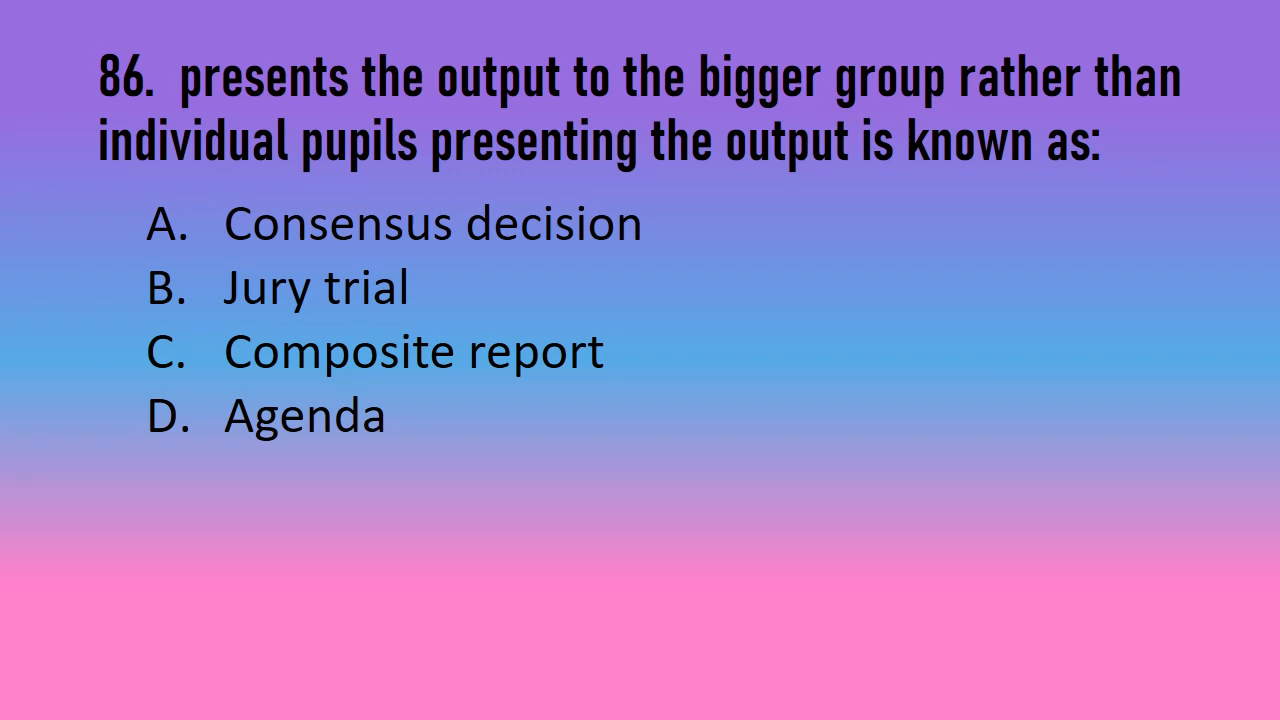 86. presents the output to the bigger group rather than
individual pupils presenting the output is known as:
A. Consensus decision
B. Jury trial
C. Composite report
D. Agenda